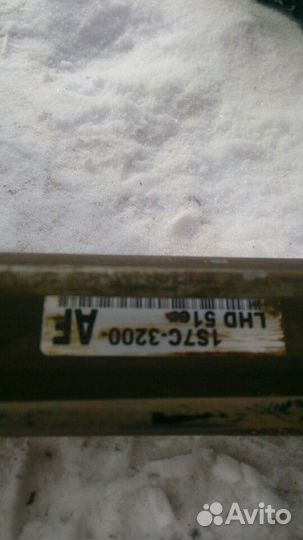 1S7C-3200-
AF
LHD 51
Avito